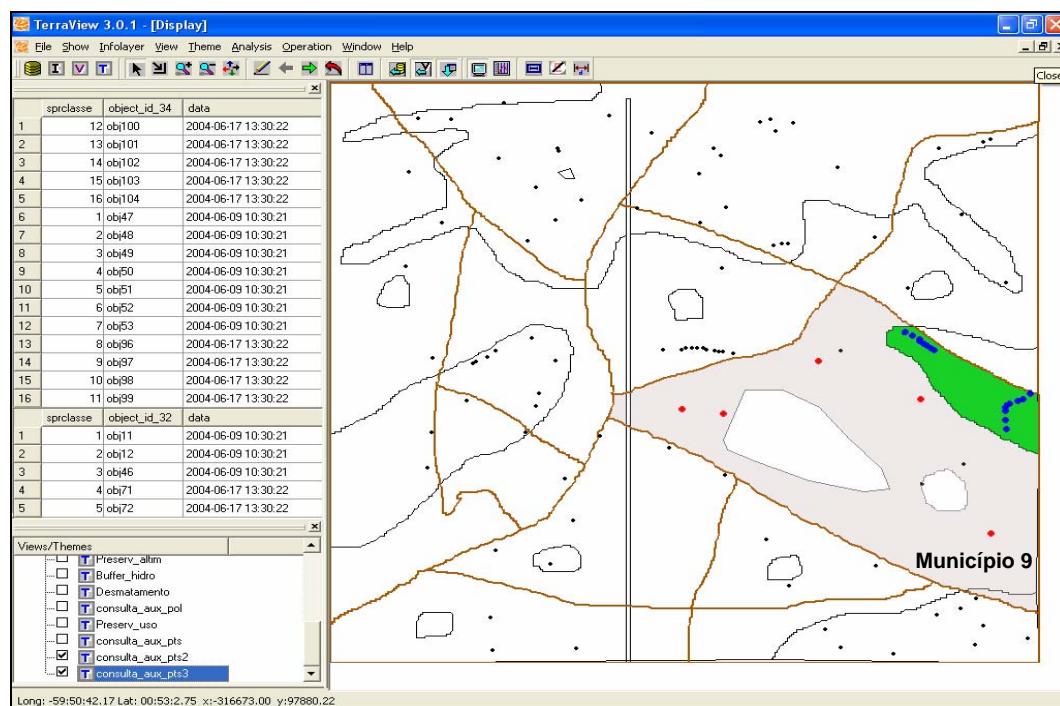 TerraView 3.0.1 - [Display]
File Show Infolayer View Theme Analysis Operation Window Help
I V T
Close
sprclasse object_id_34 data
1 12 obj100 2004-06-17 13:30:22
2 13 obj101 2004-06-17 13:30:22
3 14 obj102 2004-06-17 13:30:22
4 15 obj103 2004-06-17 13:30:22
5 16 obj104 2004-06-17 13:30:22
6 1 obj47 2004-06-09 10:30:21
7 2 obj48 2004-06-09 10:30:21
8 3 obj49 2004-06-09 10:30:21
9 4 obj50 2004-06-09 10:30:21
10 5 obj51 2004-06-09 10:30:21
11 6 obj52 2004-06-09 10:30:21
12 7 obj53 2004-06-09 10:30:21
13 8 obj96 2004-06-17 13:30:22
14 9 obj97 2004-06-17 13:30:22
15 10 obj98 2004-06-17 13:30:22
16 11 obj99 2004-06-17 13:30:22
sprclasse object_id_32 data
1 1 obj11 2004-06-09 10:30:21
2 2 obj12 2004-06-09 10:30:21
3 3 obj46 2004-06-09 10:30:21
4 4 obj71 2004-06-17 13:30:22
5 5 obj72 2004-06-17 13:30:22
Views/Themes
T Preserv_altim
T Buffer_hidro
T Desmatamento
T consulta_aux_pol
T Preserv_uso
T consulta_aux_pts
T consulta_aux_pts2
T consulta_aux_pts3
Município 9
Long: -59:50:42.17 Lat: 00:53:2.75 x:-316673.00 y:97880.22